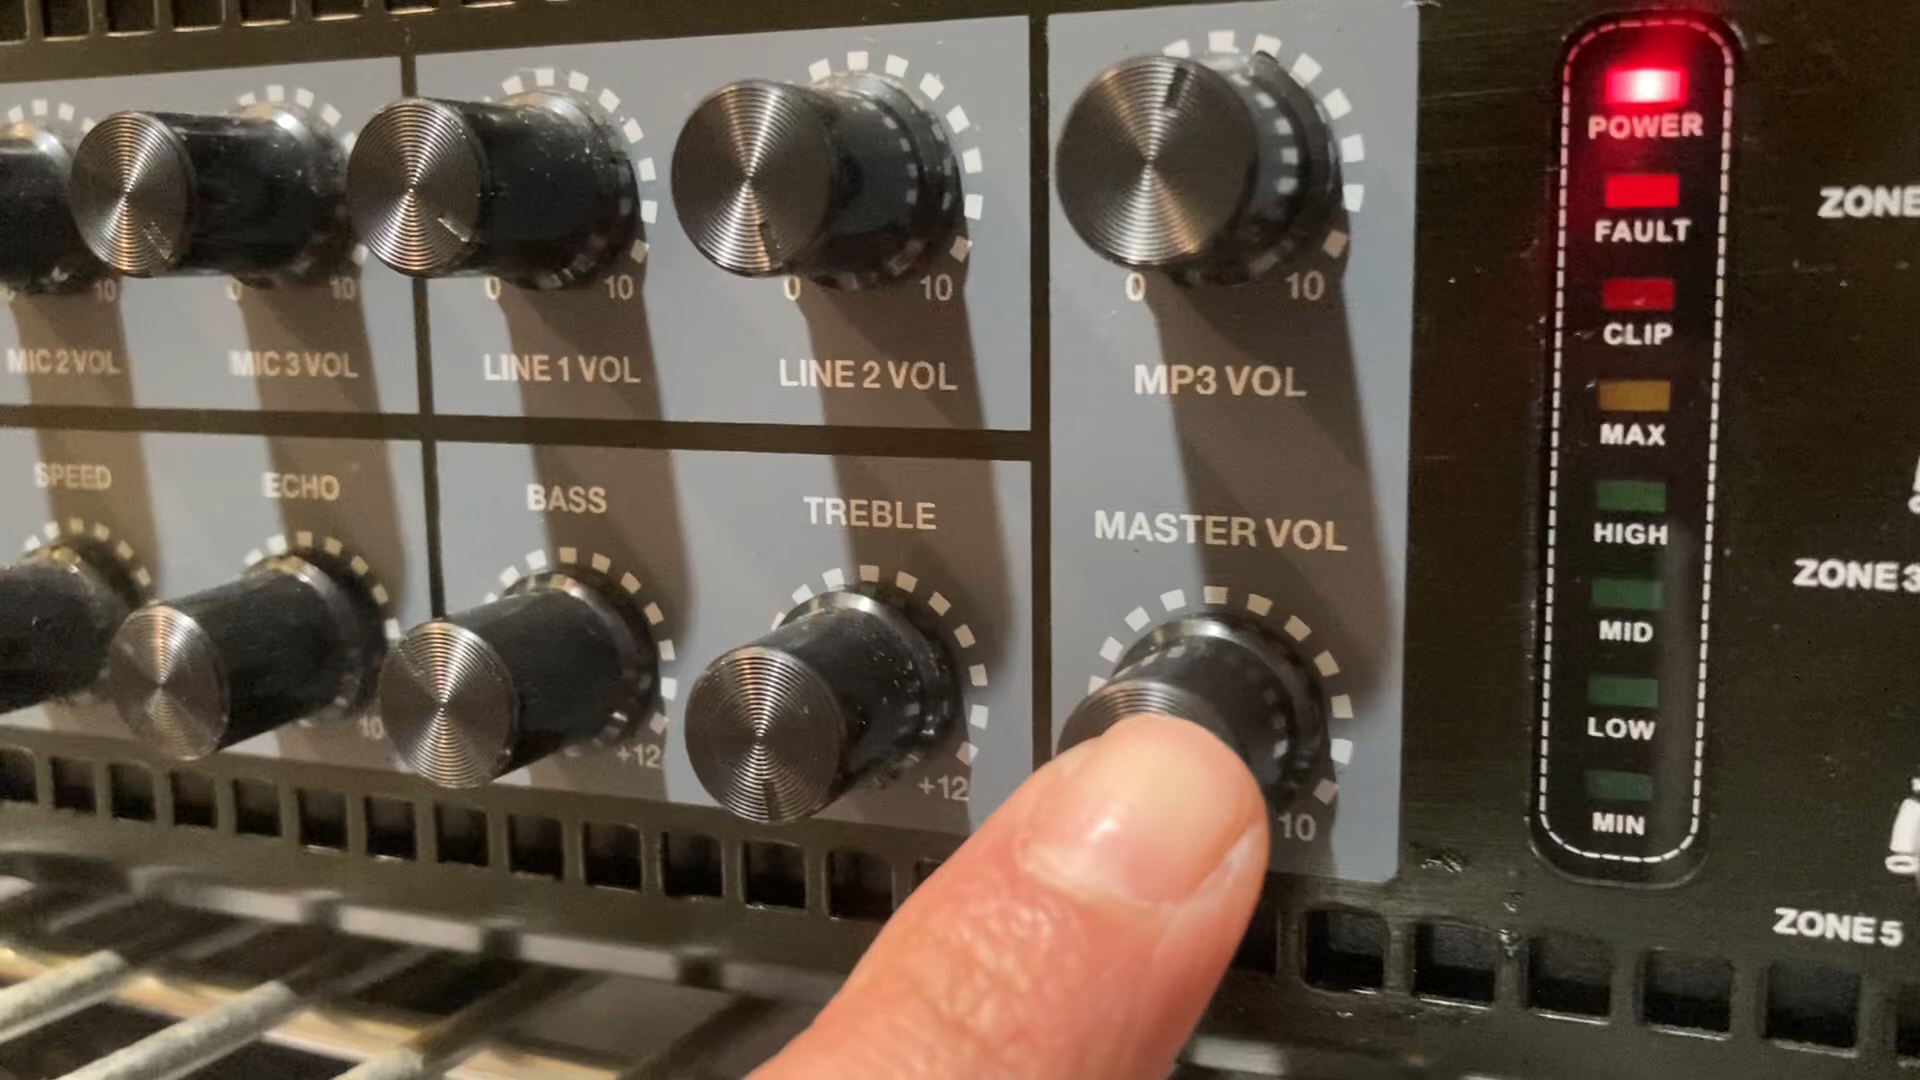 0 10 0 10 0 10 0 10 0 10
MIC 2 VOL
MIC 3 VOL
LINE 1 VOL
LINE 2 VOL
MP3 VOL
SPEED
ECHO
BASS
TREBLE
MASTER VOL
10
+12
+12
10
POWER
FAULT
CLIP
MAX
HIGH
MID
LOW
MIN
ZONE
ZONE 3
ZONE 5